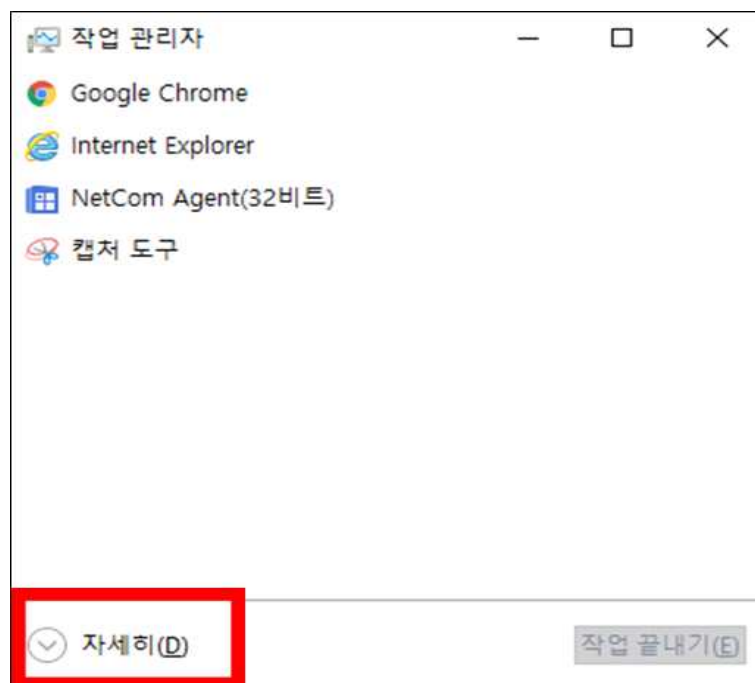 작업 관리자
Google Chrome
Internet Explorer
NetCom Agent(32비트)
캡처 도구
자세히(D)
작업 끝내기(E)